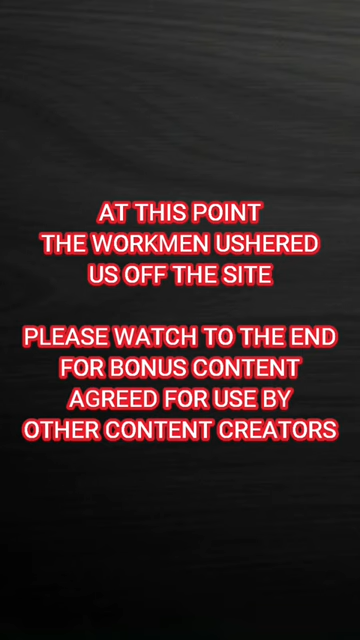 AT THIS POINT
THE WORKMEN USHERED
US OFF THE SITE
PLEASE WATCH TO THE END
FOR BONUS CONTENT
AGREED FOR USE BY
OTHER CONTENT CREATORS